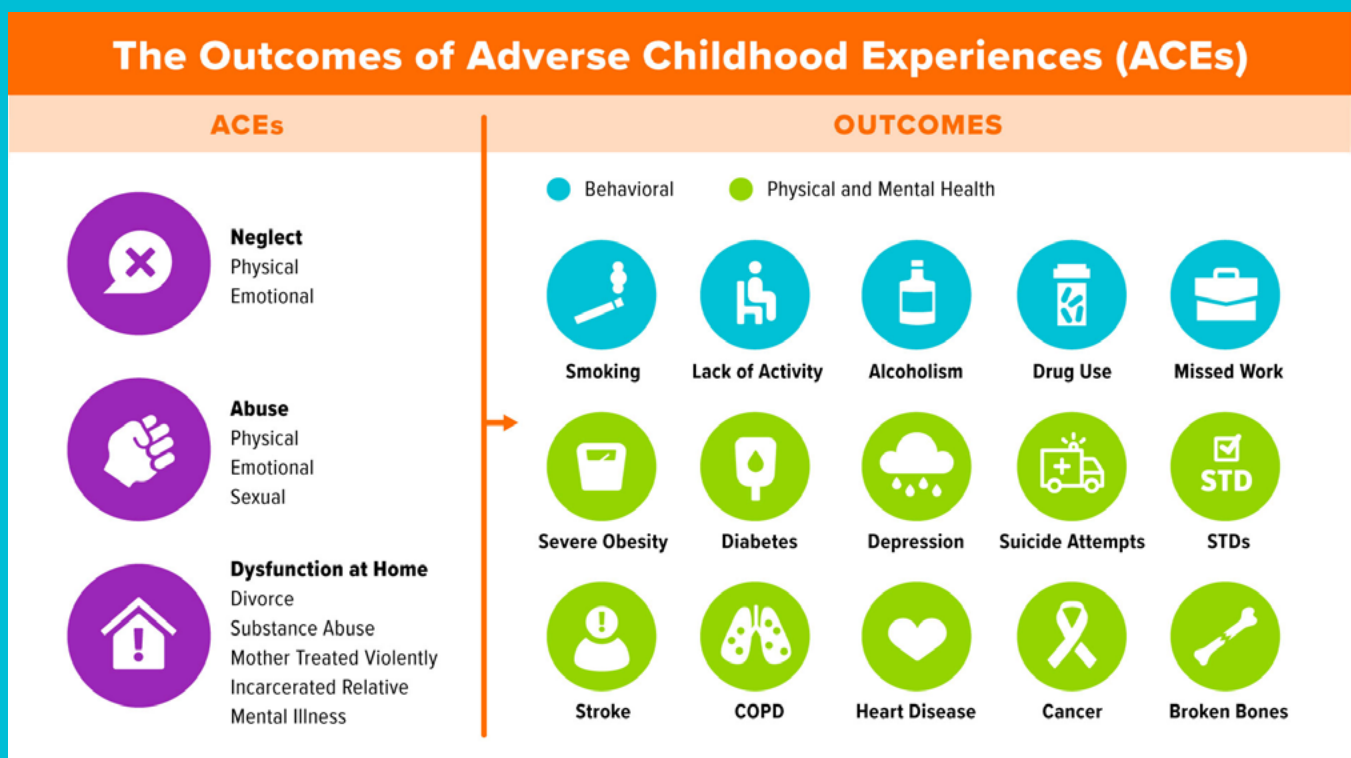 The Outcomes of Adverse Childhood Experiences (ACEs)
ACEs
OUTCOMES
Neglect
Physical
Emotional
Abuse
Physical
Emotional
Sexual
Dysfunction at Home
Divorce
Substance Abuse
Mother Treated Violently
Incarcerated Relative
Mental Illness
Behavioral
Physical and Mental Health
Smoking
Lack of Activity
Alcoholism
Drug Use
Missed Work
STD
Severe Obesity
Diabetes
Depression
Suicide Attempts
STDs
Stroke
COPD
Heart Disease
Cancer
Broken Bones